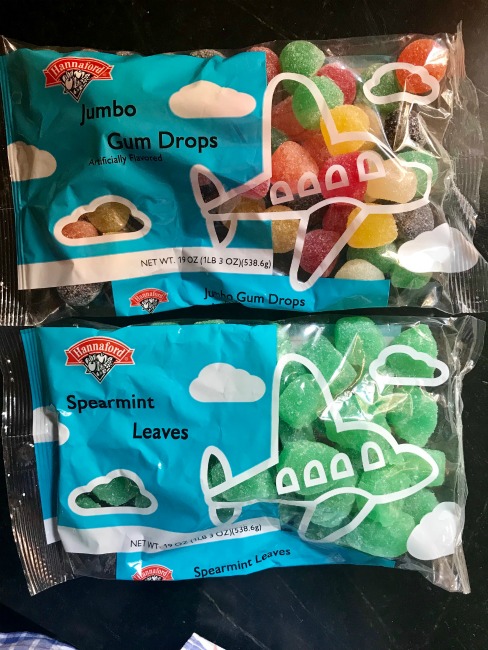 Hannaford
Jumbo
Gum Drops
Artificially Flavored
NET WT. 19 OZ (1LB 3 OZ)(538.6g)
Hannaford
Jumbo Gum Drops
Hannaford
Spearmint
Leaves
NET WT. 19 OZ (1LB 3 OZ)(538.6g)
Hannaford
Spearmint Leaves